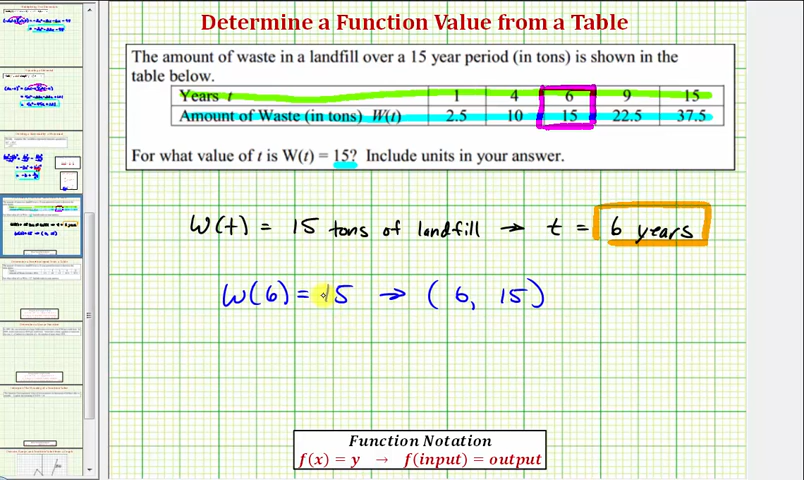 Determine a Function Value from a Table
The amount of waste in a landfill over a 15 year period (in tons) is shown in the
table below.
Years t 1 4 6 9 15
Amount of Waste (in tons) W(t) 2.5 10 15 22.5 37.5
For what value of t is W(t) = 15? Include units in your answer.
W(t) = 15 tons of landfill → t = 6 years
W(6) = 15 → (6, 15)
Function Notation
f(x) = y → f(input) = output